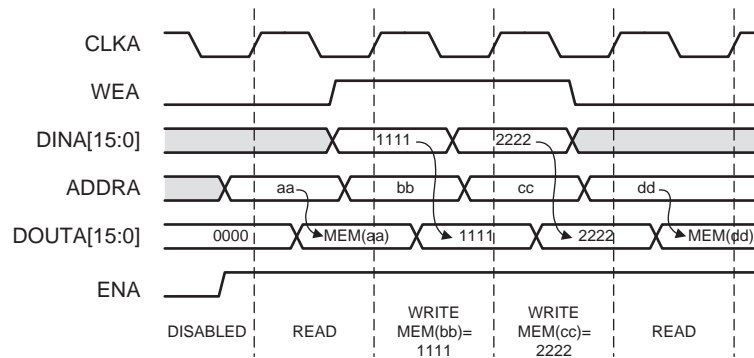 CLKA
WEA
DINA[15:0] 1111 2222
ADDRA aa bb cc dd
DOUTA[15:0] 0000 MEM(aa) 1111 2222 MEM(dd)
ENA
DISABLED READ WRITE MEM(bb)= 1111 WRITE MEM(cc)= 2222 READ